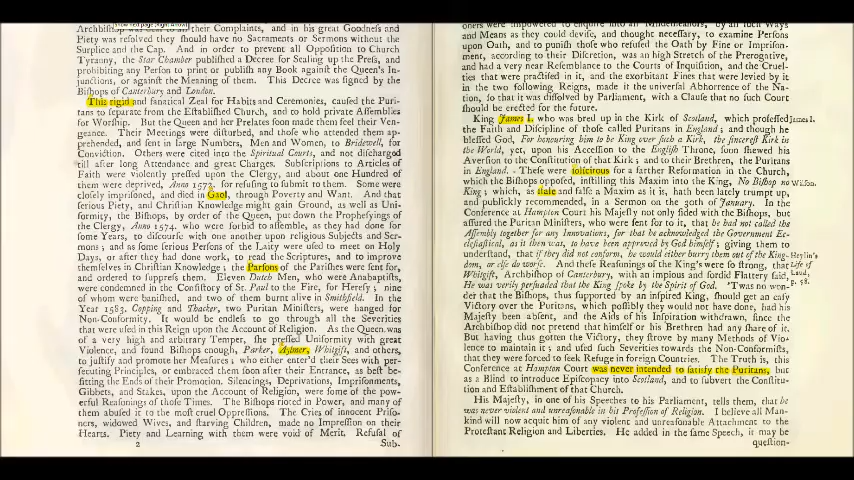 Archbishop was deaf to all their Complaints, and in his great Goodness and
Piety was resolved they should have no Sacraments or Sermons without the
Surplice and the Cap. And in order to prevent all Opposition to Church
Tyranny, the Star Chamber published a Decree for Sealing up the Press, and
prohibiting any Person to print or publish any Book against the Queen's In-
junctions, or against the Meaning of them. This Decree was signed by the
Bishops of Canterbury and London.
This rigid and fanatical Zeal for Habits and Ceremonies, caused the Puri-
tans to separate from the Established Church, and to hold private Assemblies
for Worship. But the Queen and her Prelates soon made them feel their Ven-
geance. Their Meetings were disturbed, and those who attended them ap-
prehended, and sent in large Numbers, Men and Women, to Bridewell, for
Conviction. Others were cited into the Spiritual Courts, and not discharged
till after long Attendance and great Charges. Subscriptions to Articles of
Faith were violently pressed upon the Clergy, and about one Hundred of
them were deprived, Anno 1572, for refusing to submit to them. Some were
closely imprisoned, and died in Gaol, through Poverty and Want. And that
serious Piety, and Christian Knowledge might gain Ground, as well as Uni-
formity, the Bishops, by order of the Queen, put down the Prophesyings of
the Clergy, Anno 1574. who were forbid to assemble, as they had done for
some Years, to discourse with one another upon religious Subjects and Ser-
mons; and as some serious Persons of the Laity were used to meet on Holy
Days, or after they had done work, to read the Scriptures, and to improve
themselves in Christian Knowledge; the Parsons of the Parishes were sent for,
and ordered to suppress them. Eleven Dutch Men, who were Anabaptists,
were condemned in the Consistory of St. Paul to the Fire, for Heresy; nine
of whom were banished, and two of them burnt alive in Smithfield. In the
Year 1583. Copping and Thacker, two Puritan Ministers, were hanged for
Non-Conformity. It would be endless to go through all the Severities
that were used in this Reign upon the Account of Religion. As the Queen was
of a very high and arbitrary Temper, she pressed Uniformity with great
Violence, and found Bishops enough, Parker, Aylmer, Whitgift, and others,
to justify and promote her Measures; who either enter'd their Sees with per-
secuting Principles, or embraced them soon after their Entrance, as best be-
fitting the Ends of their Promotion. Silencings, Deprivations, Imprisonments,
Gibbets, and Stakes, upon the Account of Religion, were some of the pow-
erful Reasonings of those Times. The Bishops rioted in Power, and many of
them abused it to the most cruel Oppressions. The Cries of innocent Priso-
ners, widowed Wives, and starving Children, made no Impression on their
Hearts. Piety and Learning with them were void of Merit. Refusal of
2 Sub-
oners were impowered to enquire into all Misdemeanors, by all such Ways
and Means as they could devise, and thought necessary, to examine Persons
upon Oath, and to punish those who refused the Oath by Fine or Imprison-
ment, according to their Discretion, was an high Stretch of the Prerogative,
and had a very near Resemblance to the Courts of Inquisition, and the Cruel-
ties that were practised in it, and the exorbitant Fines that were levied by it
in the two following Reigns, made it the universal Abhorrence of the Na-
tion, so that it was dissolved by Parliament, with a Clause that no such Court
should be erected for the future.
King James I. who was bred up in the Kirk of Scotland, which professed James I.
the Faith and Discipline of those called Puritans in England; and though he
blessed God, For honouring him to be King over such a Kirk, the sincerest Kirk in
the World, yet, upon his Accession to the English Throne, soon shewed his
Aversion to the Constitution of that Kirk; and to their Brethren, the Puritans
in England. These were solicitous for a farther Reformation in the Church,
which the Bishops opposed, instilling this Maxim into the King, No Bishop no Wilson.
King; which, as stale and false a Maxim as it is, hath been lately trumpt up,
and publickly recommended, in a Sermon on the 30th of January. In the
Conference at Hampton Court his Majesty not only sided with the Bishops, but
assured the Puritan Ministers, who were sent for to it, that he had not called the
Assembly together for any Innovations, for that he acknowledged the Government Ec-
clesiastical, as it then was, to have been approved by God himself; giving them to
understand, that if they did not conform, he would either hurry them out of the King- Heylin's
dom, or else do worse. And these Reasonings of the King's were so strong, that Life of
Whitgift, Archbishop of Canterbury, with an impious and sordid Flattery said, Laud,
He was verily persuaded that the King spoke by the Spirit of God. 'Twas no won- p. 58.
der that the Bishops, thus supported by an inspired King, should get an easy
Victory over the Puritans, which possibly they would not have done, had his
Majesty been absent, and the Aids of his Inspiration withdrawn, since the
Archbishop did not pretend that himself or his Brethren had any share of it.
But having thus gotten the Victory, they strove by many Methods of Vio-
lence to maintain it; and used such Severities towards the Non-Conformists,
that they were forced to seek Refuge in foreign Countries. The Truth is, this
Conference at Hampton Court was never intended to satisfy the Puritans, but
as a Blind to introduce Episcopacy into Scotland, and to subvert the Constitu-
tion and Establishment of that Church.
His Majesty, in one of his Speeches to his Parliament, tells them, that he
was never violent and unreasonable in his Profession of Religion. I believe all Man-
kind will now acquit him of any violent and unreasonable Attachment to the
Protestant Religion and Liberties. He added in the same Speech, it may be
question-